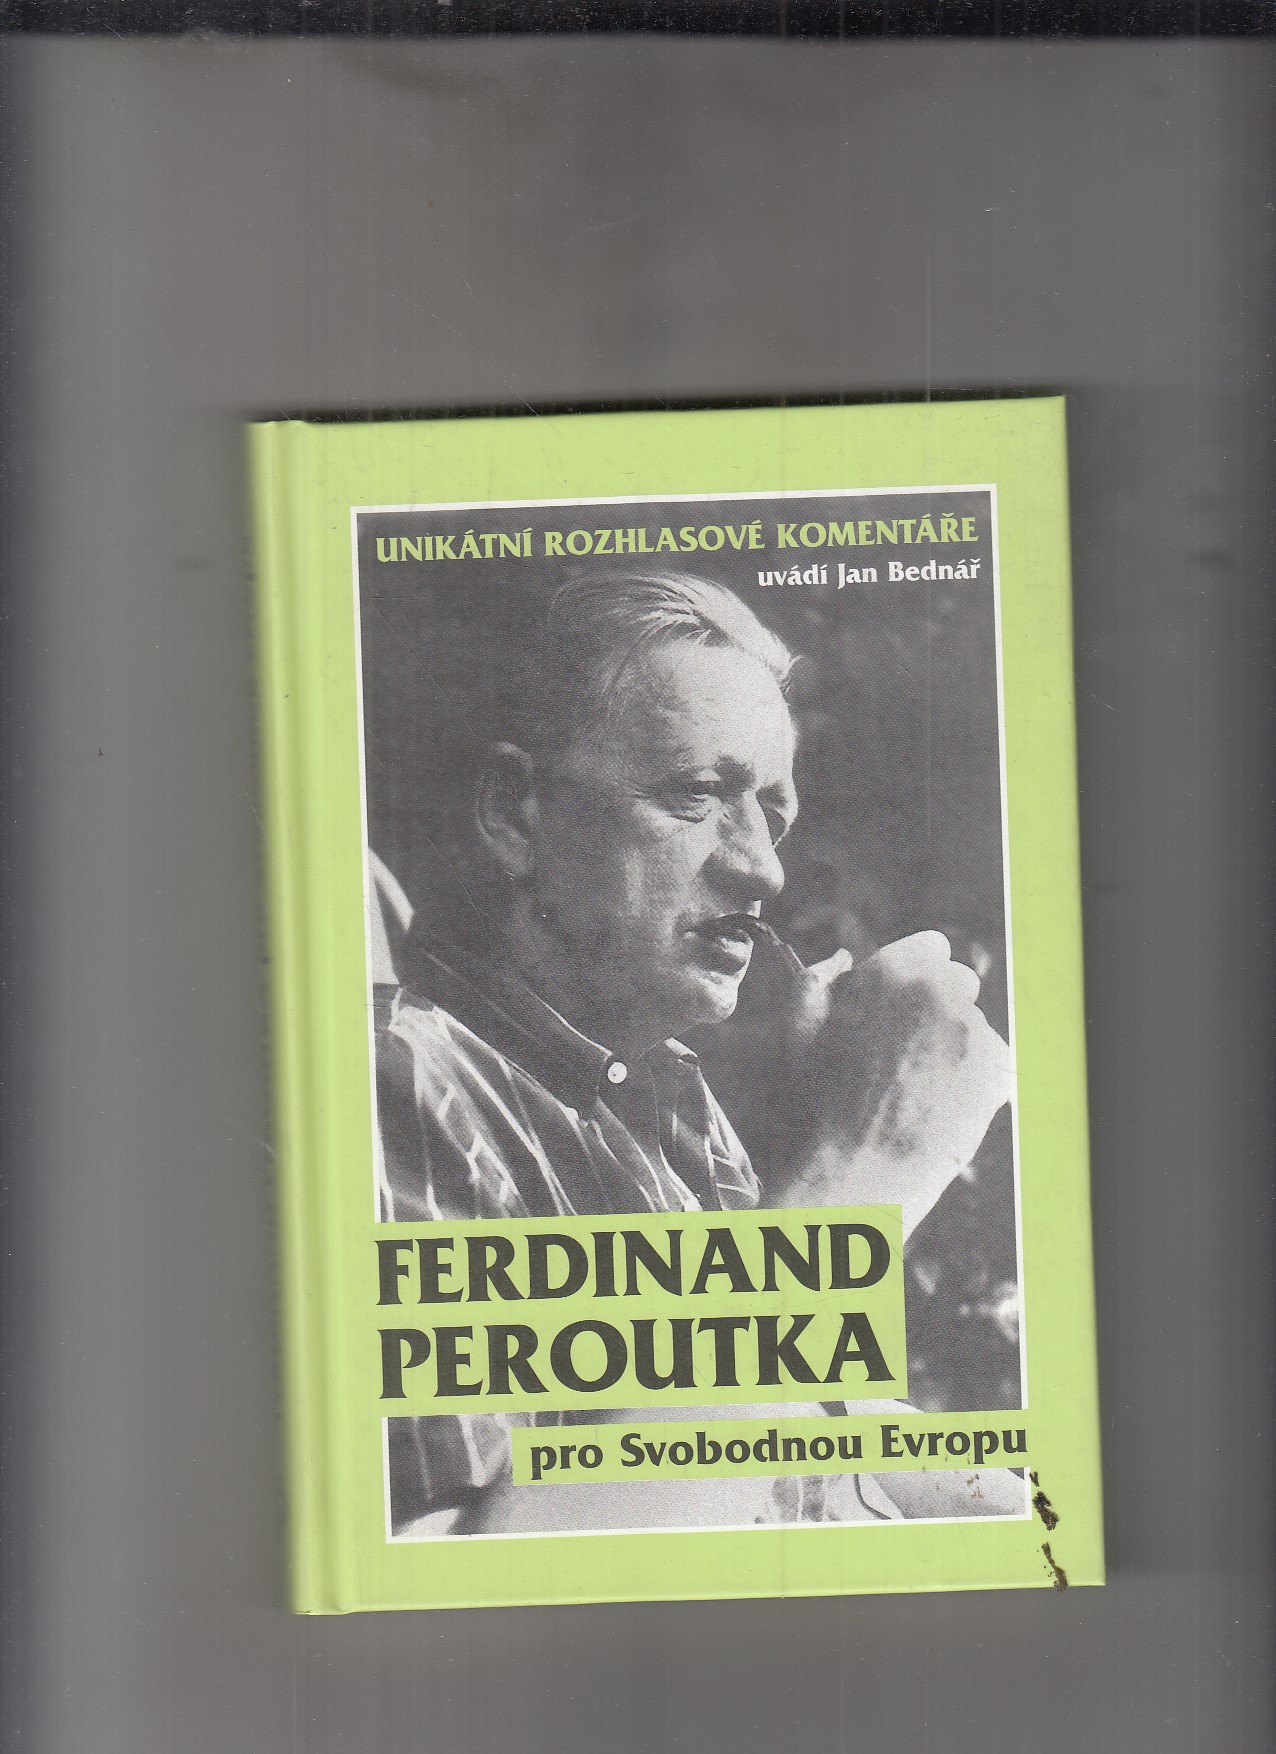 UNIKÁTNÍ ROZHLASOVÉ KOMENTÁŘE
uvádí Jan Bednář
FERDINAND
PEROUTKA
pro Svobodnou Evropu